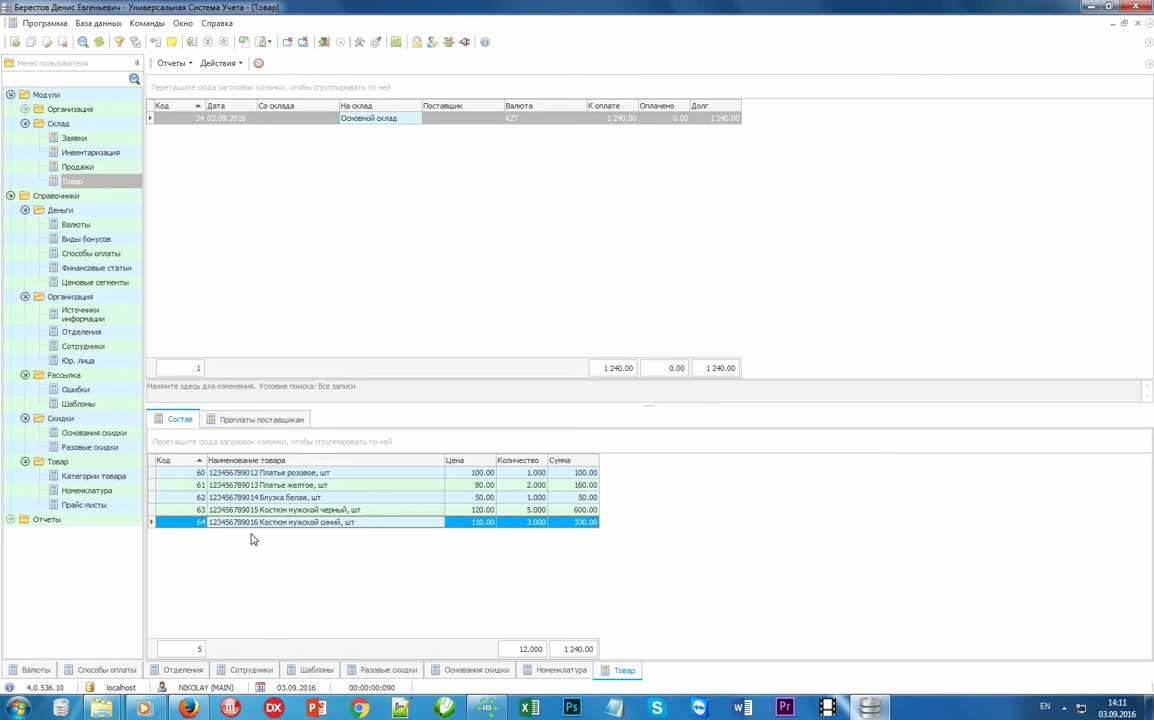 Берестов Денис Евгеньевич - Универсальная Система Учета - [Товар]
Программа База данных Команды Окно Справка
Меню пользователя
Отчеты Действия
Модули
Организация
Склад
Заявки
Инвентаризация
Продажи
Товар
Справочники
Деньги
Валюты
Виды бонусов
Способы оплаты
Финансовые статьи
Ценовые сегменты
Организация
Источники
информации
Отделения
Сотрудники
Юр. лица
Рассылка
Ошибки
Шаблоны
Скидки
Основания скидки
Разовые скидки
Товар
Категории товара
Номенклатура
Прайс-листы
Отчеты
Перетащите сюда заголовок колонки, чтобы сгруппировать по ней
Код Дата Со склада На склад Поставщик Валюта К оплате Оплачено Долг
34 03.09.2016 Основной склад KZT 1 240.00 0.00 1 240.00
1 1 240.00 0.00 1 240.00
Нажмите здесь для изменения. Условие поиска: Все записи
Состав Проплаты поставщикам
Перетащите сюда заголовок колонки, чтобы сгруппировать по ней
Код Наименование товара Цена Количество Сумма
60 123456789012 Платье розовое, шт 100.00 1.000 100.00
61 123456789013 Платье желтое, шт 80.00 2.000 160.00
62 123456789014 Блузка белая, шт 50.00 1.000 50.00
63 123456789015 Костюм мужской черный, шт 120.00 5.000 600.00
64 123456789016 Костюм мужской синий, шт 110.00 3.000 330.00
5 12.000 1 240.00
Валюты Способы оплаты Отделения Сотрудники Шаблоны Разовые скидки Основания скидки Номенклатура Товар
4.0.536.10 localhost NIKOLAY (MAIN) 03.09.2016 00:00:00:090
EN 14:11
03.09.2016